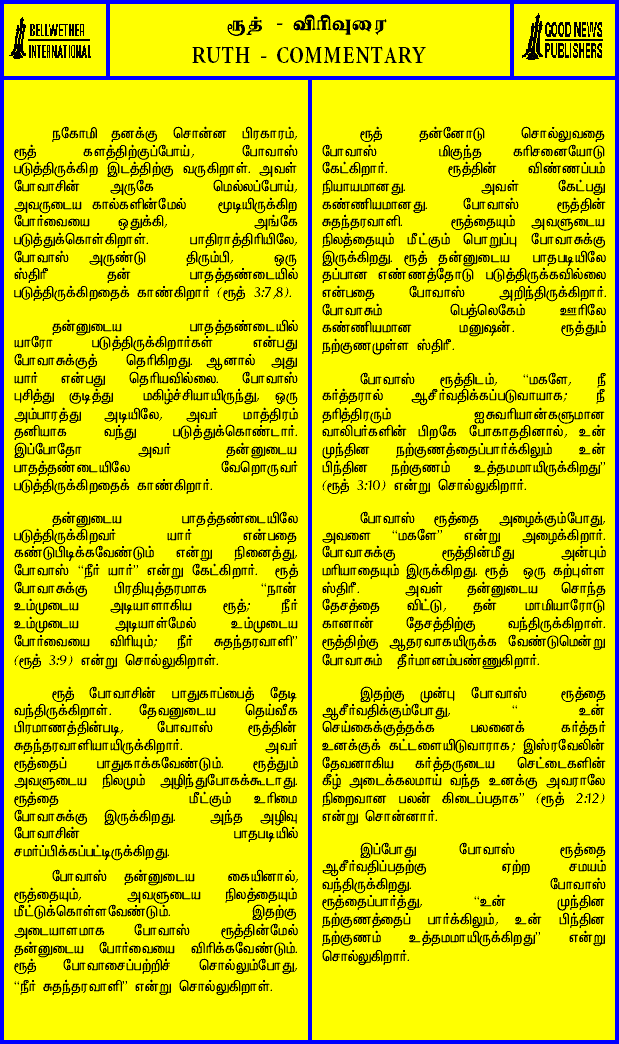 BELLWETHER
INTERNATIONAL
ரூத் - விரிவுரை
RUTH - COMMENTARY
GOOD NEWS
PUBLISHERS
நகோமி தனக்கு சொன்ன பிரகாரம்,
ரூத் களத்திற்குப்போய், போவாஸ்
படுத்திருக்கிற இடத்திற்கு வருகிறாள். அவள்
போவாசின் அருகே மெல்லப்போய்,
அவருடைய கால்களின்மேல் மூடியிருக்கிற
போர்வையை ஒதுக்கி, அங்கே
படுத்துக்கொள்கிறாள். பாதிராத்திரியிலே,
போவாஸ் அருண்டு திரும்பி, ஒரு
ஸ்திரீ தன் பாதத்தண்டையில்
படுத்திருக்கிறதைக் காண்கிறார் (ரூத் 3:7,8).
தன்னுடைய பாதத்தண்டையில்
யாரோ படுத்திருக்கிறார்கள் என்பது
போவாசுக்குத் தெரிகிறது. ஆனால் அது
யார் என்பது தெரியவில்லை. போவாஸ்
புசித்து குடித்து மகிழ்ச்சியாயிருந்து, ஒரு
அம்பாரத்து அடியிலே, அவர் மாத்திரம்
தனியாக வந்து படுத்துக்கொண்டார்.
இப்போதோ அவர் தன்னுடைய
பாதத்தண்டையிலே வேறொருவர்
படுத்திருக்கிறதைக் காண்கிறார்.
தன்னுடைய பாதத்தண்டையிலே
படுத்திருக்கிறவர் யார் என்பதை
கண்டுபிடிக்கவேண்டும் என்று நினைத்து,
போவாஸ் “நீர் யார்” என்று கேட்கிறார். ரூத்
போவாசுக்கு பிரதியுத்தரமாக “நான்
உம்முடைய அடியாளாகிய ரூத்; நீர்
உம்முடைய அடியாள்மேல் உம்முடைய
போர்வையை விரியும்; நீர் சுதந்தரவாளி”
(ரூத் 3:9) என்று சொல்லுகிறாள்.
ரூத் போவாசின் பாதுகாப்பைத் தேடி
வந்திருக்கிறாள். தேவனுடைய தெய்வீக
பிரமாணத்தின்படி, போவாஸ் ரூத்தின்
சுதந்தரவாளியாயிருக்கிறார். அவர்
ரூத்தைப் பாதுகாக்கவேண்டும். ரூத்தும்
அவளுடைய நிலமும் அழிந்துபோகக்கூடாது.
ரூத்தை மீட்கும் உரிமை
போவாசுக்கு இருக்கிறது. அந்த அழிவு
போவாசின் பாதபடியில்
சமர்ப்பிக்கப்பட்டிருக்கிறது.
போவாஸ் தன்னுடைய கையினால்,
ரூத்தையும், அவளுடைய நிலத்தையும்
மீட்டுக்கொள்ளவேண்டும். இதற்கு
அடையாளமாக போவாஸ் ரூத்தின்மேல்
தன்னுடைய போர்வையை விரிக்கவேண்டும்.
ரூத் போவாசைப்பற்றிச் சொல்லும்போது,
“நீர் சுதந்தரவாளி” என்று சொல்லுகிறாள்.
ரூத் தன்னோடு சொல்லுவதை
போவாஸ் மிகுந்த கரிசனையோடு
கேட்கிறார். ரூத்தின் விண்ணப்பம்
நியாயமானது. அவள் கேட்பது
கண்ணியமானது. போவாஸ் ரூத்தின்
சுதந்தரவாளி. ரூத்தையும் அவளுடைய
நிலத்தையும் மீட்கும் பொறுப்பு போவாசுக்கு
இருக்கிறது. ரூத் தன்னுடைய பாதபடியிலே
தப்பான எண்ணத்தோடு படுத்திருக்கவில்லை
என்பதை போவாஸ் அறிந்திருக்கிறார்.
போவாசும் பெத்லெகேம் ஊரிலே
கண்ணியமான மனுஷன். ரூத்தும்
நற்குணமுள்ள ஸ்திரீ.
போவாஸ் ரூத்திடம், “மகளே, நீ
கர்த்தரால் ஆசீர்வதிக்கப்படுவாயாக; நீ
தரித்திரரும் ஐசுவரியான்களுமான
வாலிபர்களின் பிறகே போகாததினால், உன்
முந்தின நற்குணத்தைப்பார்க்கிலும் உன்
பிந்தின நற்குணம் உத்தமமாயிருக்கிறது”
(ரூத் 3:10) என்று சொல்லுகிறார்.
போவாஸ் ரூத்தை அழைக்கும்போது,
அவளை “மகளே” என்று அழைக்கிறார்.
போவாசுக்கு ரூத்தின்மீது அன்பும்
மரியாதையும் இருக்கிறது. ரூத் ஒரு கற்புள்ள
ஸ்திரீ. அவள் தன்னுடைய சொந்த
தேசத்தை விட்டு, தன் மாமியாரோடு
கானான் தேசத்திற்கு வந்திருக்கிறாள்.
ரூத்திற்கு ஆதரவாகயிருக்க வேண்டுமென்று
போவாசும் தீர்மானம்பண்ணுகிறார்.
இதற்கு முன்பு போவாஸ் ரூத்தை
ஆசீர்வதிக்கும்போது, “ உன்
செய்கைக்குத்தக்க பலனைக் கர்த்தர்
உனக்குக் கட்டளையிடுவாராக; இஸ்ரவேலின்
தேவனாகிய கர்த்தருடைய செட்டைகளின்
கீழ் அடைக்கலமாய் வந்த உனக்கு அவராலே
நிறைவான பலன் கிடைப்பதாக” (ரூத் 2:12)
என்று சொன்னார்.
இப்போது போவாஸ் ரூத்தை
ஆசீர்வதிப்பதற்கு ஏற்ற சமயம்
வந்திருக்கிறது. போவாஸ்
ரூத்தைப்பார்த்து, “உன் முந்தின
நற்குணத்தைப் பார்க்கிலும், உன் பிந்தின
நற்குணம் உத்தமமாயிருக்கிறது” என்று
சொல்லுகிறார்.